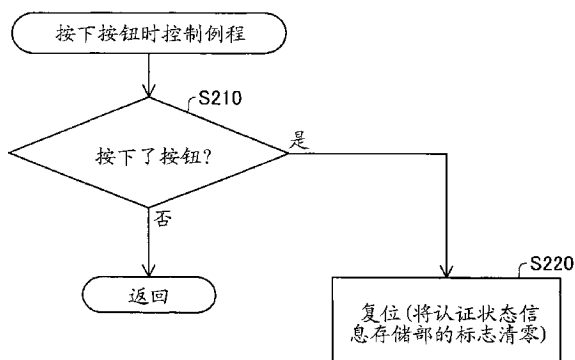 按下按钮时控制例程
S210
按下了按钮?
是
否
S220
返回
复位(将认证状态信
息存储部的标志清零)